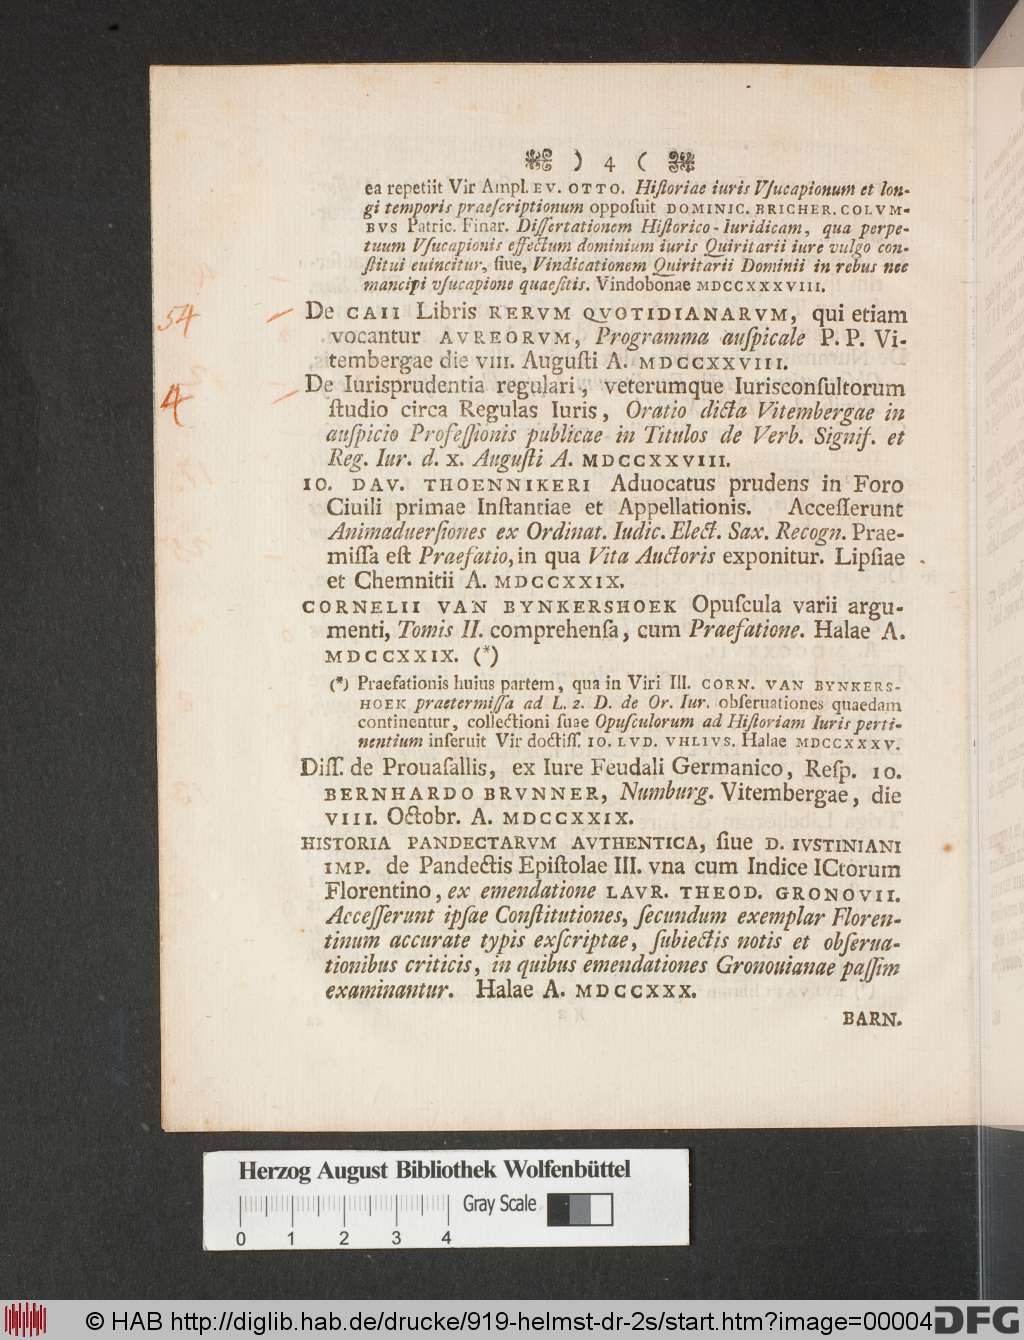 ) 4 (
ea repetiit Vir Ampl. EV. OTTO. Hiſtoriae iuris Vſucapionum et lon-
gi temporis praeſcriptionum oppoſuit DOMINIC. BRICHER. COLVM-
BVS Patric. Finar. Diſſertationem Hiſtorico-Iuridicam, qua perpe-
tuum Vſucapionis effectum dominium iuris Quiritarii iure vulgo con-
ſtitui euincitur, ſiue, Vindicationem Quiritarii Dominii in rebus nec
mancipi vſucapione quaeſitis. Vindobonae MDCCXXXVIII.
54
De CAII Libris RERVM QVOTIDIANARVM, qui etiam
vocantur AVREORVM, Programma auſpicale P. P. Vi-
tembergae die VIII. Auguſti A. MDCCXXVIII.
4
De Iurisprudentia regulari, veterumque Iurisconſultorum
ſtudio circa Regulas Iuris, Oratio dicta Vitembergae in
auſpicio Profeſſionis publicae in Titulos de Verb. Signif. et
Reg. Iur. d. X. Auguſti A. MDCCXXVIII.
IO. DAV. THOENNIKERI Aduocatus prudens in Foro
Ciuili primae Inſtantiae et Appellationis. Acceſſerunt
Animaduerſiones ex Ordinat. Iudic. Elect. Sax. Recogn. Prae-
miſſa eſt Praefatio, in qua Vita Auctoris exponitur. Lipſiae
et Chemnitii A. MDCCXXIX.
CORNELII VAN BYNKERSHOEK Opuſcula varii argu-
menti, Tomis II. comprehenſa, cum Praefatione. Halae A.
MDCCXXIX. (*)
(*) Praefationis huius partem, qua in Viri Ill. CORN. VAN BYNKERS-
HOEK praetermiſſa ad L. 2. D. de Or. Iur. obſeruationes quaedam
continentur, collectioni ſuae Opuſculorum ad Hiſtoriam Iuris perti-
nentium inſeruit Vir doctiſſ. IO. LVD. VHLIVS. Halae MDCCXXXV.
Diſſ. de Prouaſallis, ex Iure Feudali Germanico, Reſp. IO.
BERNHARDO BRVNNER, Numburg. Vitembergae, die
VIII. Octobr. A. MDCCXXIX.
HISTORIA PANDECTARVM AVTHENTICA, ſiue D. IVSTINIANI
IMP. de Pandectis Epiſtolae III. vna cum Indice ICtorum
Florentino, ex emendatione LAVR. THEOD. GRONOVII.
Acceſſerunt ipſae Conſtitutiones, ſecundum exemplar Floren-
tinum accurate typis exſcriptae, ſubiectis notis et obſerua-
tionibus criticis, in quibus emendationes Gronouianae paſſim
examinantur. Halae A. MDCCXXX.
BARN.
Herzog August Bibliothek Wolfenbüttel
Gray Scale
0 1 2 3 4
© HAB http://diglib.hab.de/drucke/919-helmst-dr-2s/start.htm?image=00004
DFG